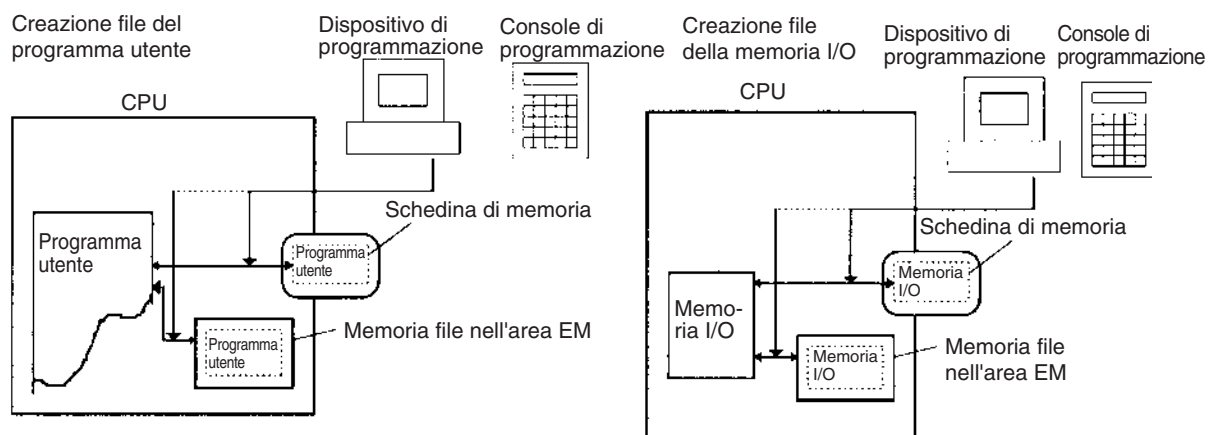 Creazione file del
programma utente
Dispositivo di
programmazione
Console di
programmazione
CPU
Schedina di memoria
Programma
utente
Programma
utente
Memoria file nell'area EM
Programma
utente
Creazione file
della memoria I/O
Dispositivo di
programmazione
Console di
programmazione
CPU
Schedina di memoria
Memoria
I/O
Memo-
ria I/O
Memoria
I/O
Memoria file
nell'area EM